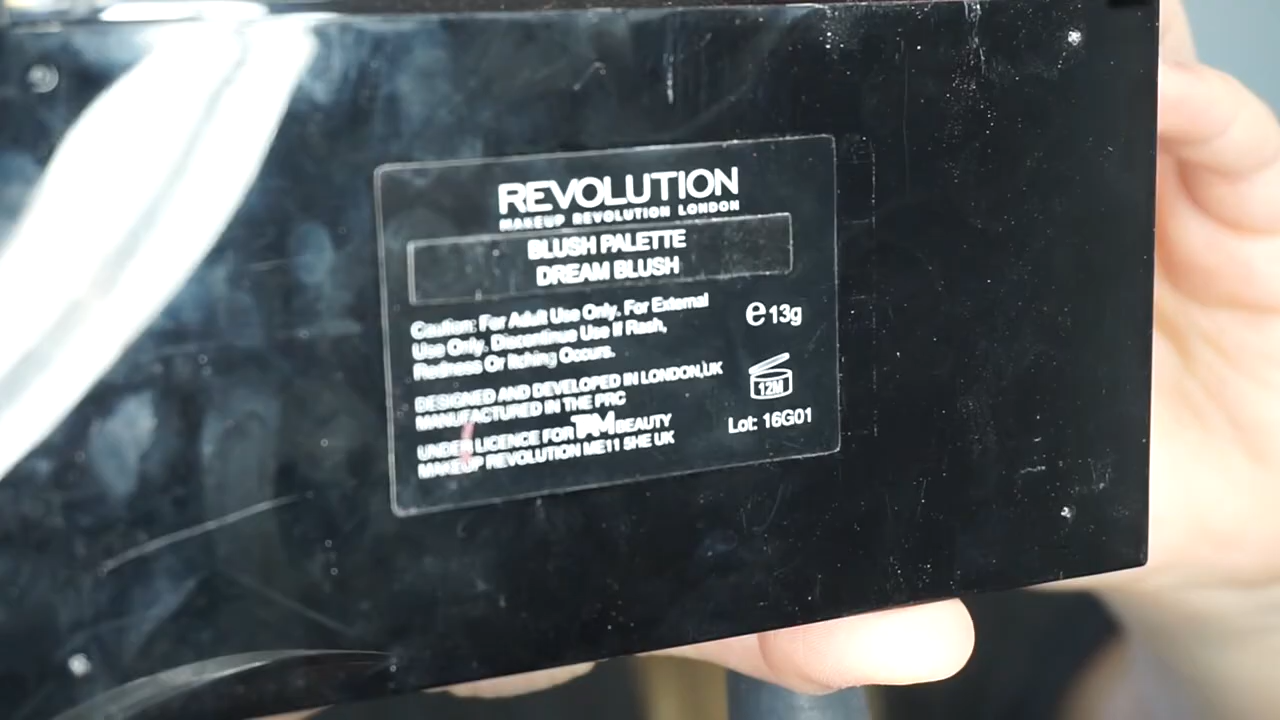 REVOLUTION
MAKEUP REVOLUTION LONDON
BLUSH PALETTE
DREAM BLUSH
Caution: For Adult Use Only. For External
Use Only. Discontinue Use If Rash,
Redness Or Itching Occurs.
e13g
DESIGNED AND DEVELOPED IN LONDON,UK
MANUFACTURED IN THE PRC
12M
UNDER LICENCE FOR TAM BEAUTY
MAKEUP REVOLUTION ME11 5HE UK
Lot: 16G01